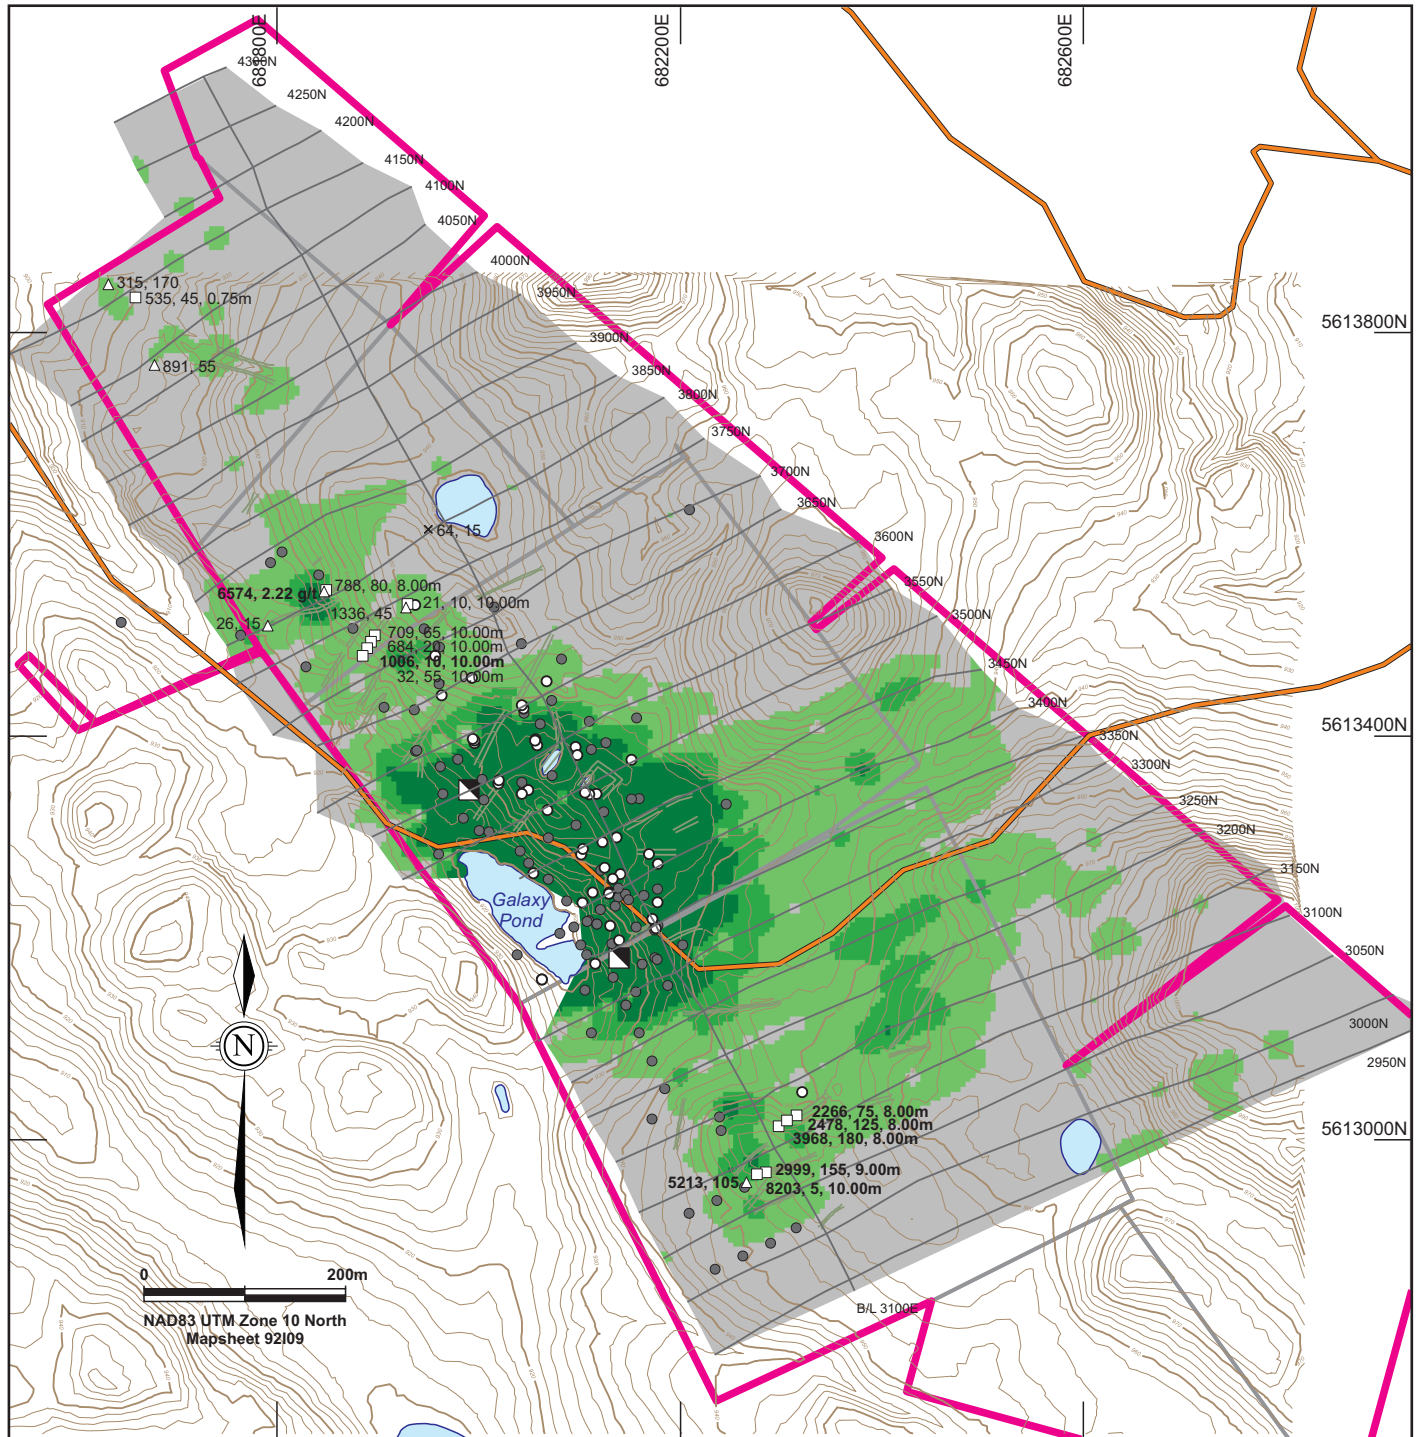 681800E
682200E
682600E
4300N
4250N
4200N
4150N
4100N
4050N
4000N
3950N
3900N
3850N
3800N
3750N
3700N
3650N
3600N
3550N
3500N
3450N
3400N
3350N
3300N
3250N
3200N
3150N
3100N
3050N
3000N
2950N
5613800N
5613400N
5613000N
315, 170
535, 45, 0.75m
891, 55
64, 15
788, 80, 8.00m
6574, 2.22 g/t
21, 10, 10.00m
1336, 45
26, 15
709, 65, 10.00m
684, 20, 10.00m
1006, 10, 10.00m
32, 55, 10.00m
Galaxy
Pond
N
2266, 75, 8.00m
2478, 125, 8.00m
3968, 180, 8.00m
2999, 155, 9.00m
5213, 105
8203, 5, 10.00m
B/L 3100E
0 200m
NAD83 UTM Zone 10 North
Mapsheet 92I09